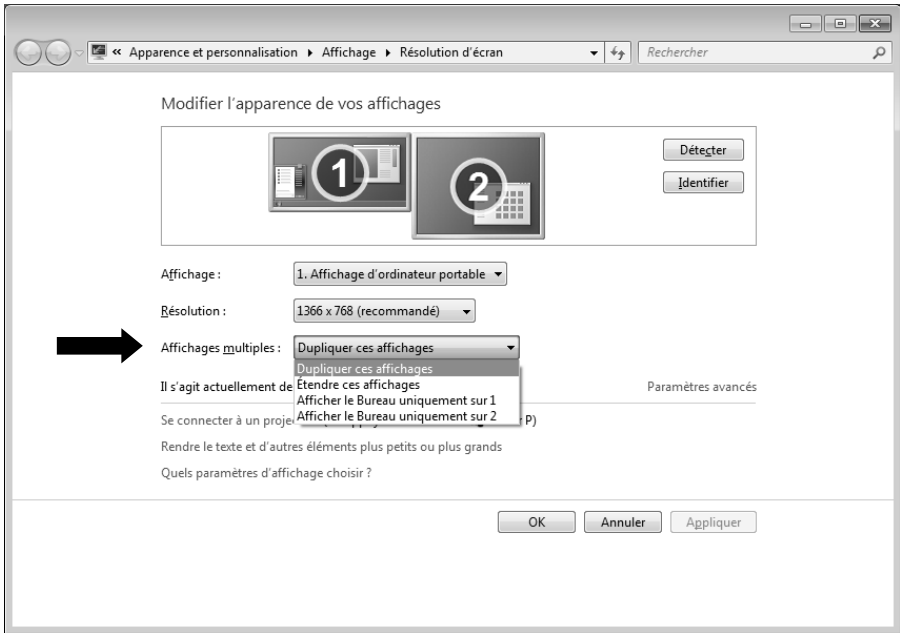 « Apparence et personnalisation ▸ Affichage ▸ Résolution d'écran Rechercher
Modifier l'apparence de vos affichages
1
2
Détecter
Identifier
Affichage : 1. Affichage d'ordinateur portable
Résolution : 1366 x 768 (recommandé)
Affichages multiples : Dupliquer ces affichages
Dupliquer ces affichages
Étendre ces affichages
Afficher le Bureau uniquement sur 1
Afficher le Bureau uniquement sur 2
Il s'agit actuellement de Paramètres avancés
Se connecter à un proje P)
Rendre le texte et d'autres éléments plus petits ou plus grands
Quels paramètres d'affichage choisir ?
OK Annuler Appliquer